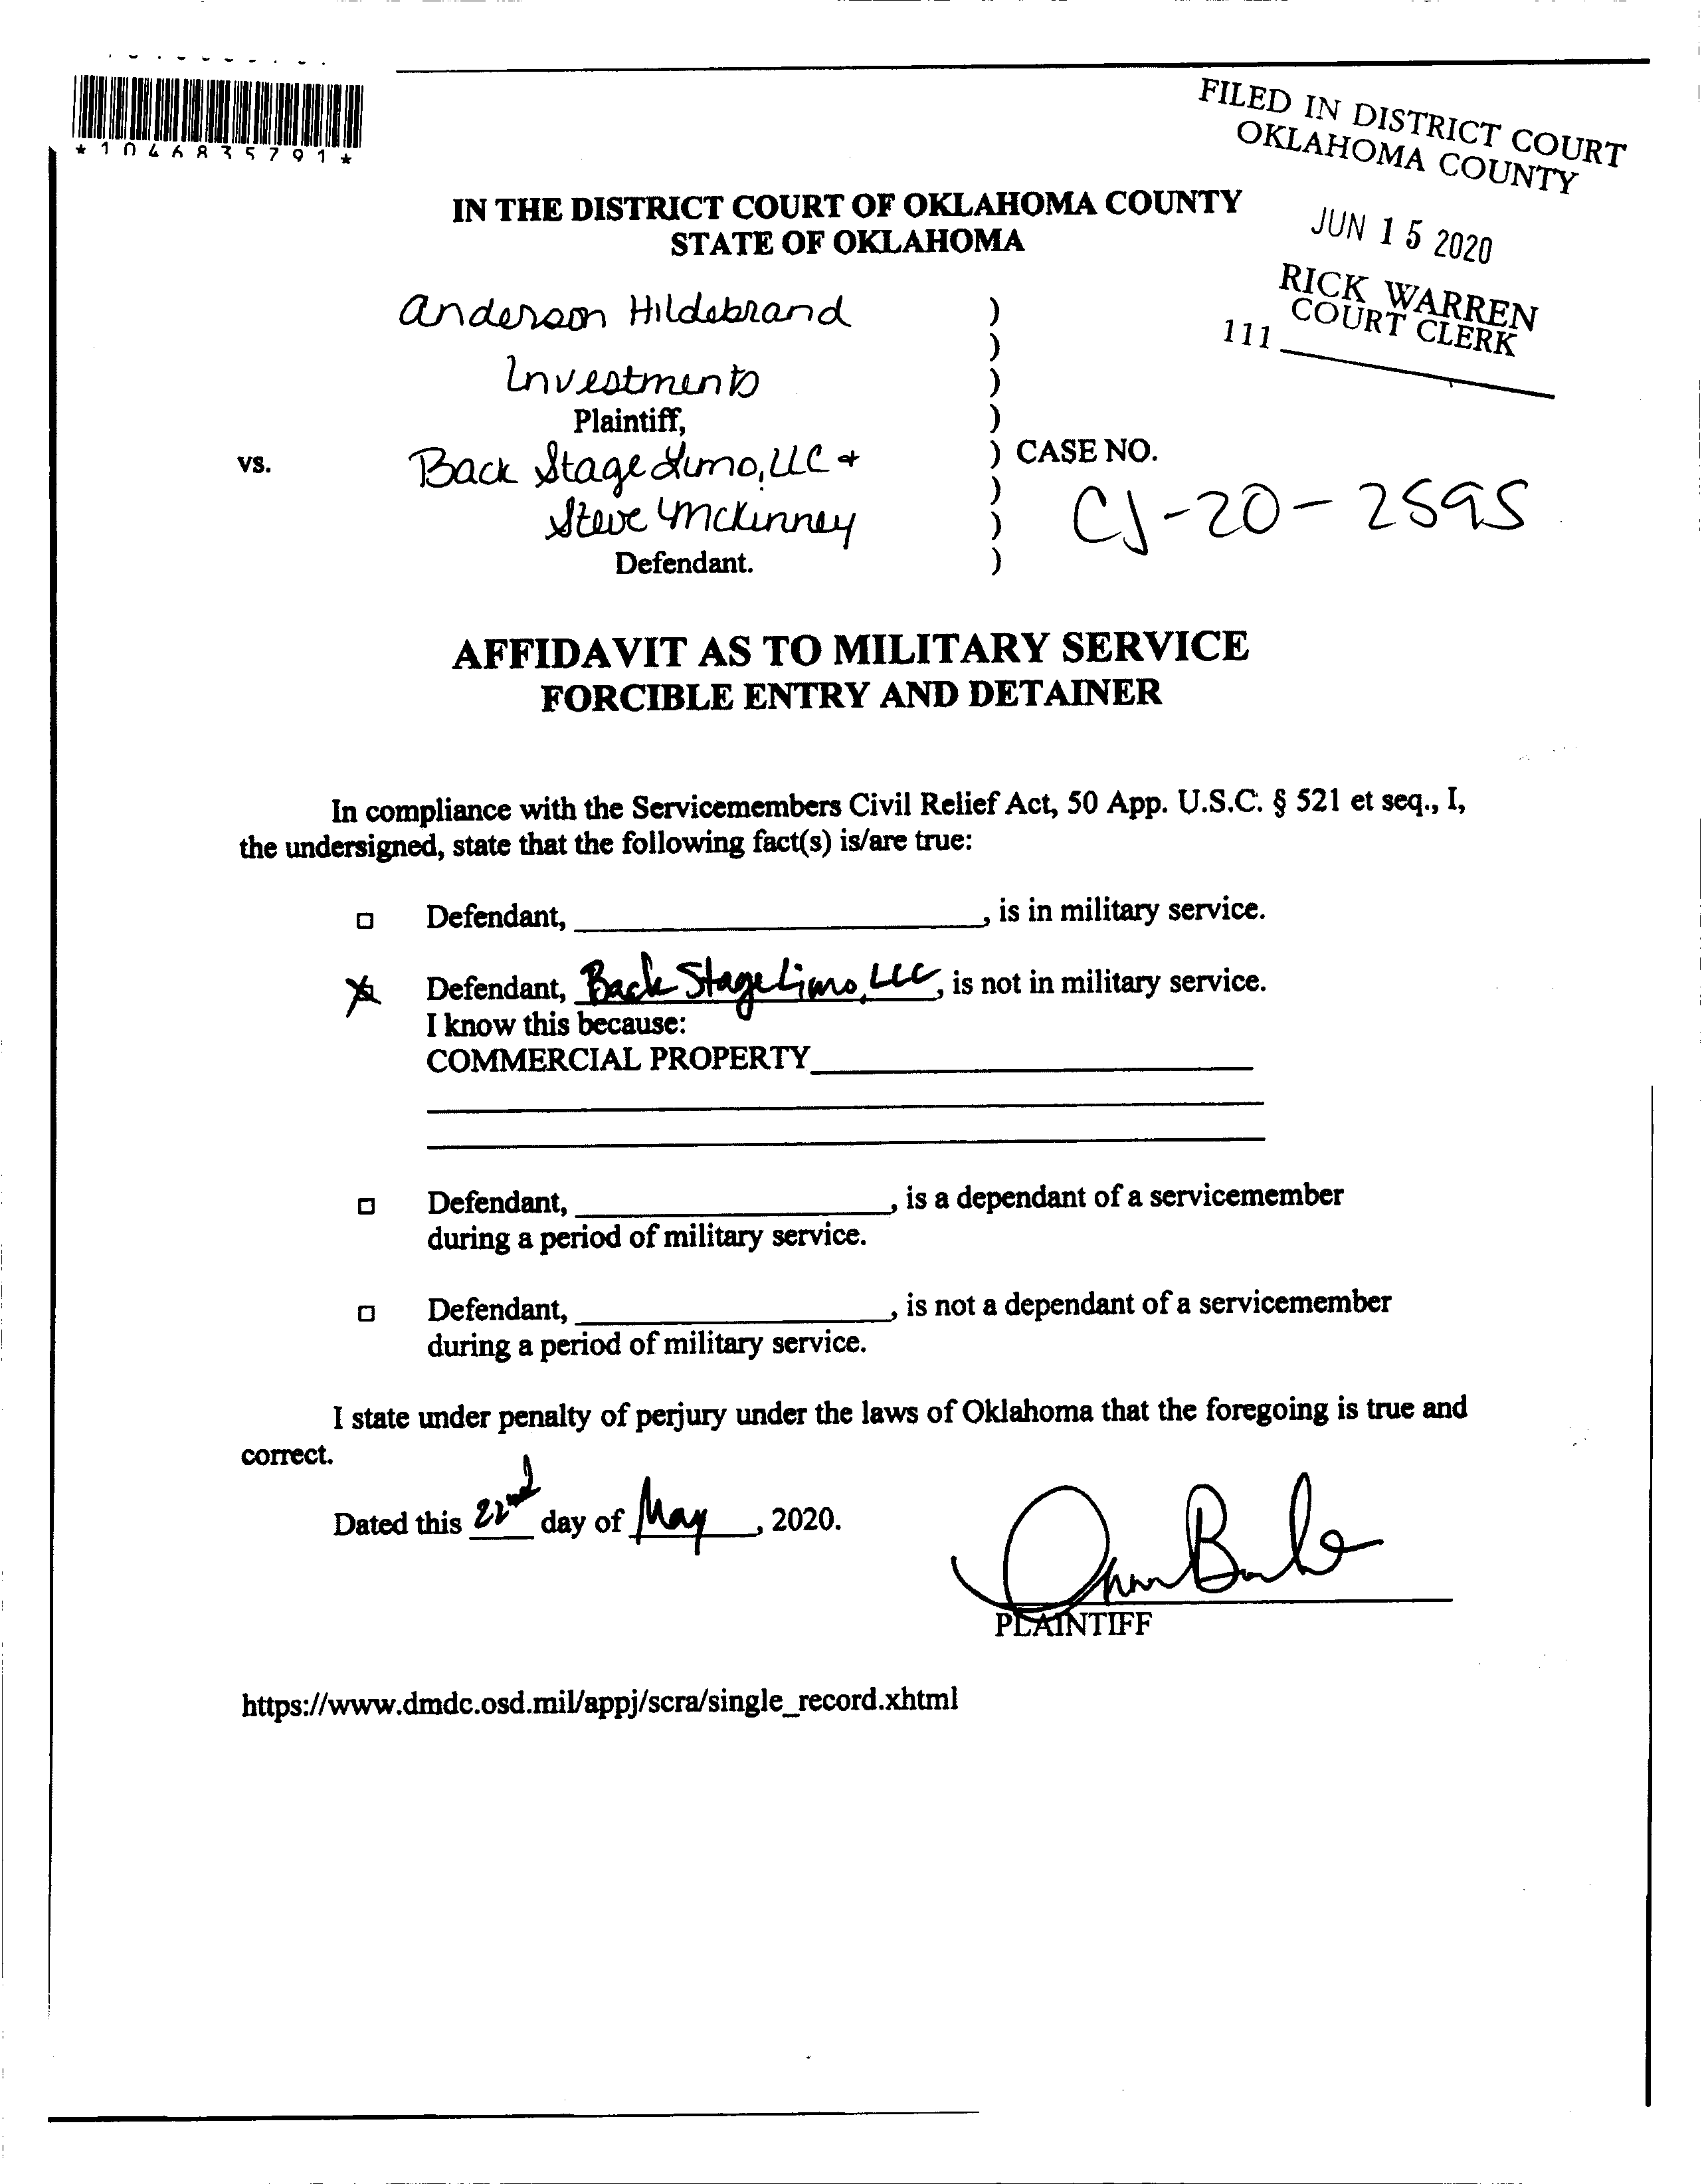 *1046835791*
FILED IN DISTRICT COURT
OKLAHOMA COUNTY
JUN 15 2020
RICK WARREN
COURT CLERK
111
IN THE DISTRICT COURT OF OKLAHOMA COUNTY
STATE OF OKLAHOMA
Anderson Hildebrand )
)
Investments )
Plaintiff, )
vs. Back Stage Limo, LLC + ) CASE NO.
)
Steve McKinney ) CJ-20-2595
Defendant. )
AFFIDAVIT AS TO MILITARY SERVICE
FORCIBLE ENTRY AND DETAINER
In compliance with the Servicemembers Civil Relief Act, 50 App. U.S.C. § 521 et seq., I,
the undersigned, state that the following fact(s) is/are true:
Defendant, , is in military service.
Defendant, Back Stage Limo, LLC, is not in military service.
I know this because:
COMMERCIAL PROPERTY
Defendant, , is a dependant of a servicemember
during a period of military service.
Defendant, , is not a dependant of a servicemember
during a period of military service.
I state under penalty of perjury under the laws of Oklahoma that the foregoing is true and
correct.
Dated this 22nd day of May, 2020.
PLAINTIFF
https://www.dmdc.osd.mil/appj/scra/single_record.xhtml